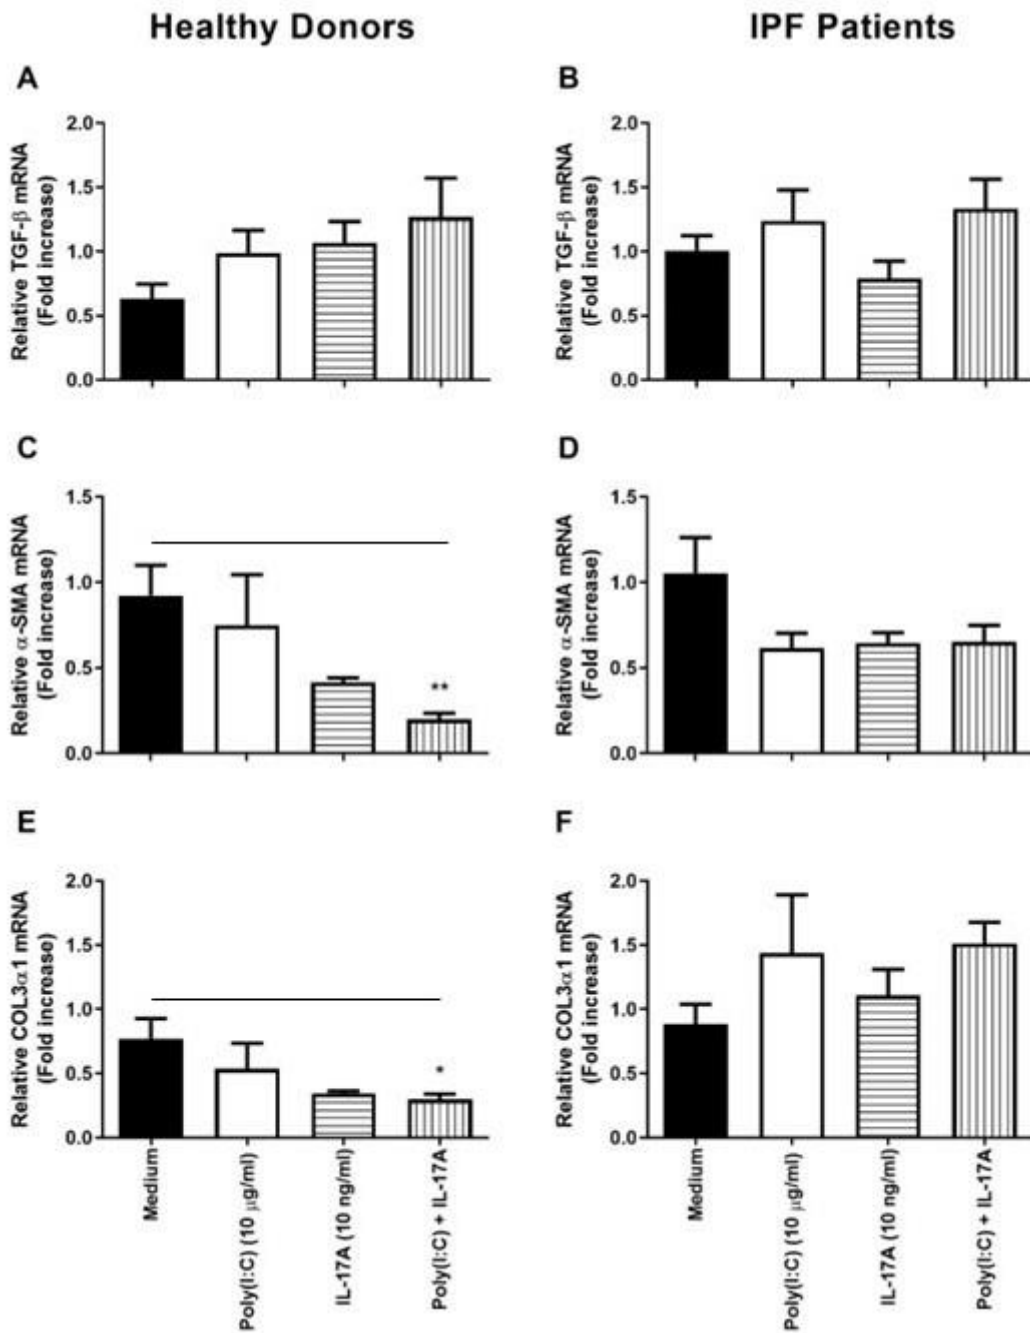 Healthy Donors
IPF Patients
A
Relative TGF-β mRNA
(Fold increase)
2.0
1.5
1.0
0.5
0.0
B
Relative TGF-β mRNA
(Fold increase)
2.0
1.5
1.0
0.5
0.0
C
Relative α-SMA mRNA
(Fold increase)
1.5
1.0
0.5
0.0
**
D
Relative α-SMA mRNA
(Fold increase)
1.5
1.0
0.5
0.0
E
Relative COL3α1 mRNA
(Fold increase)
2.0
1.5
1.0
0.5
0.0
*
Medium
Poly(I:C) (10 μg/ml)
IL-17A (10 ng/ml)
Poly(I:C) + IL-17A
F
Relative COL3α1 mRNA
(Fold increase)
2.0
1.5
1.0
0.5
0.0
Medium
Poly(I:C) (10 μg/ml)
IL-17A (10 ng/ml)
Poly(I:C) + IL-17A